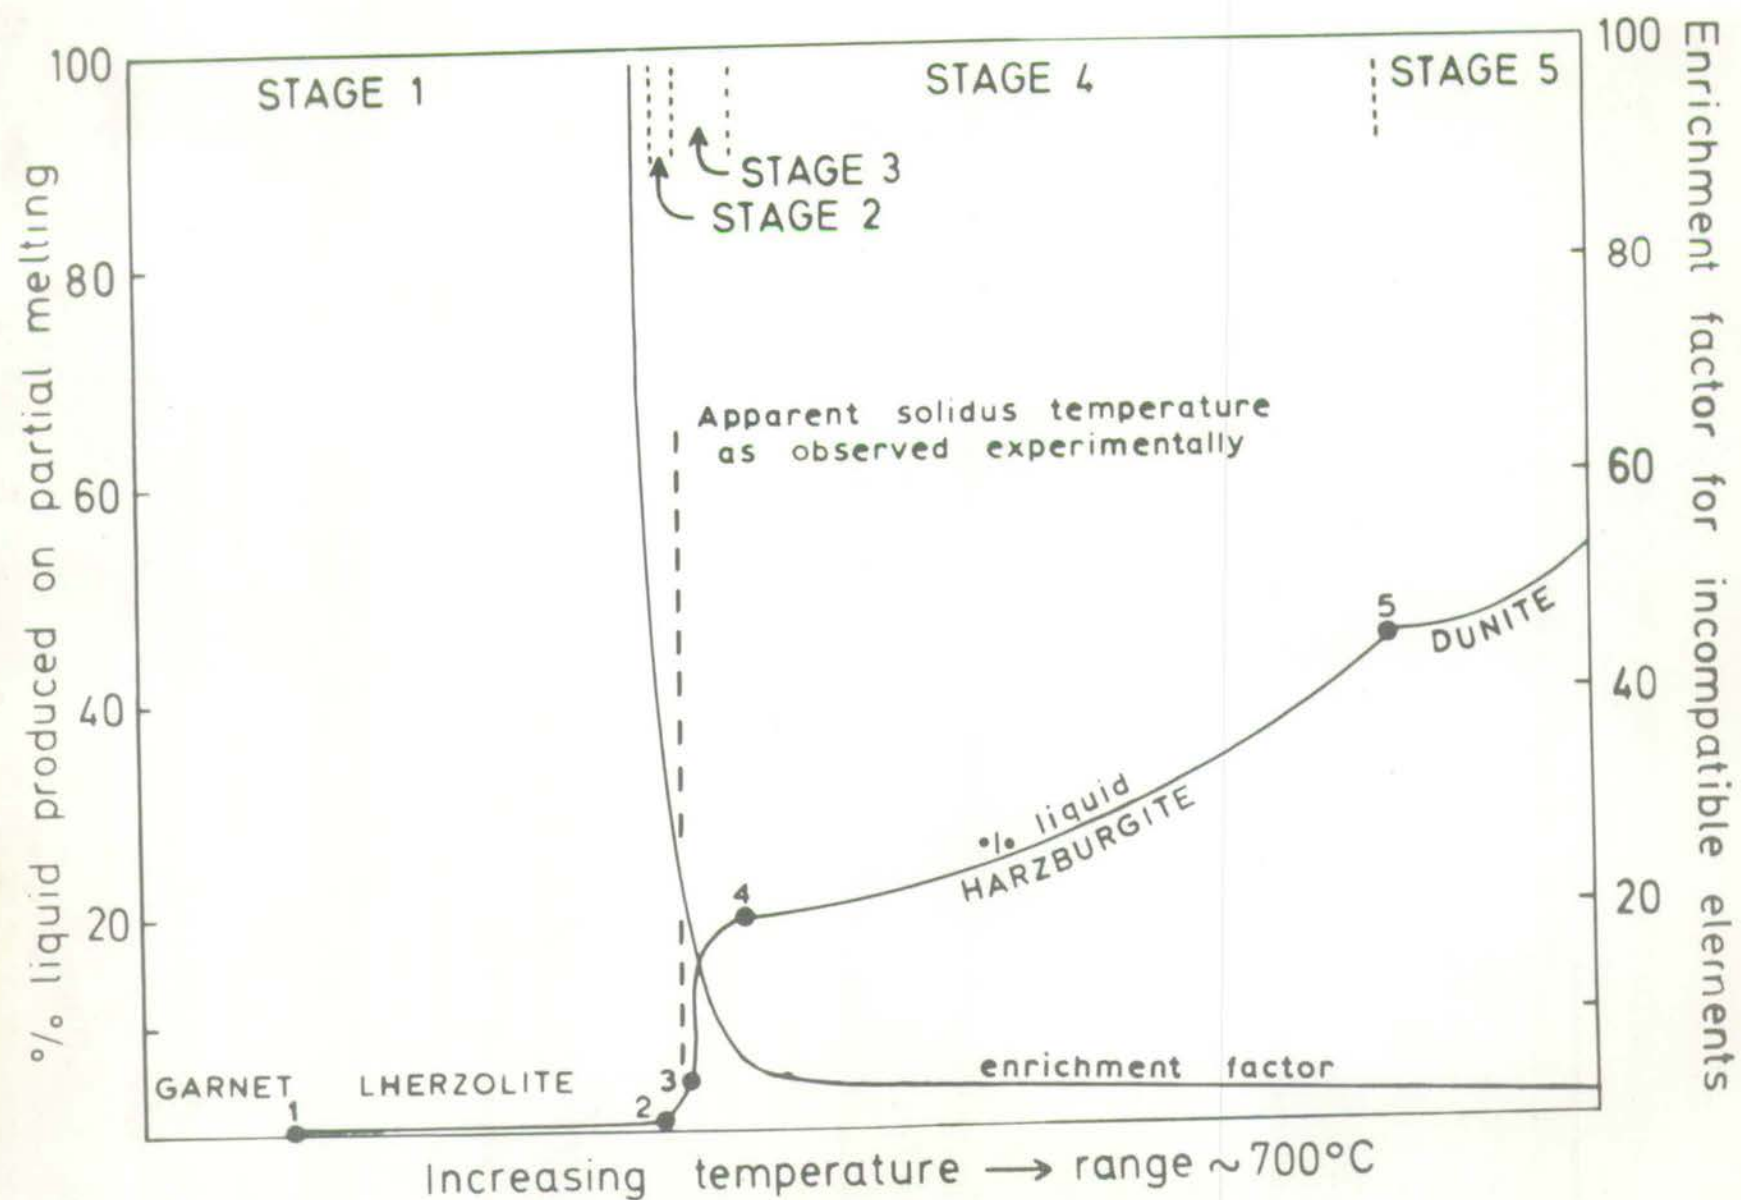 100
STAGE 1
STAGE 4
STAGE 5
100
STAGE 3
STAGE 2
80
80
Apparent solidus temperature
as observed experimentally
60
60
5
DUNITE
40
40
% liquid
HARZBURGITE
4
20
20
enrichment factor
3
GARNET LHERZOLITE
1
2
Increasing temperature → range ~700°C
% liquid produced on partial melting
Enrichment factor for incompatible elements